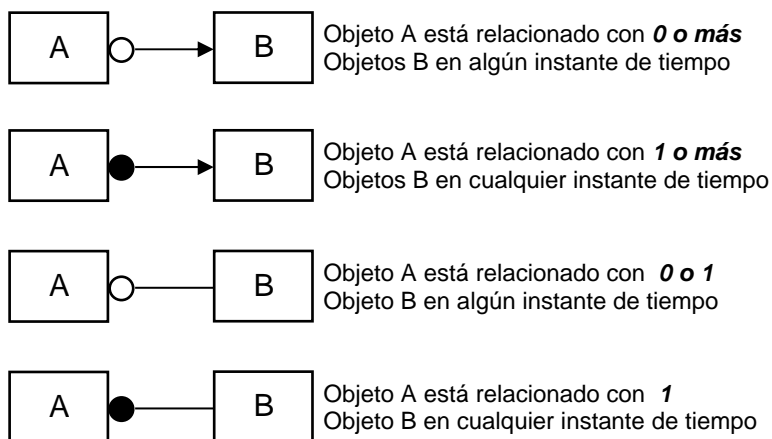 A B Objeto A está relacionado con 0 o más
Objetos B en algún instante de tiempo
A B Objeto A está relacionado con 1 o más
Objetos B en cualquier instante de tiempo
A B Objeto A está relacionado con 0 o 1
Objeto B en algún instante de tiempo
A B Objeto A está relacionado con 1
Objeto B en cualquier instante de tiempo